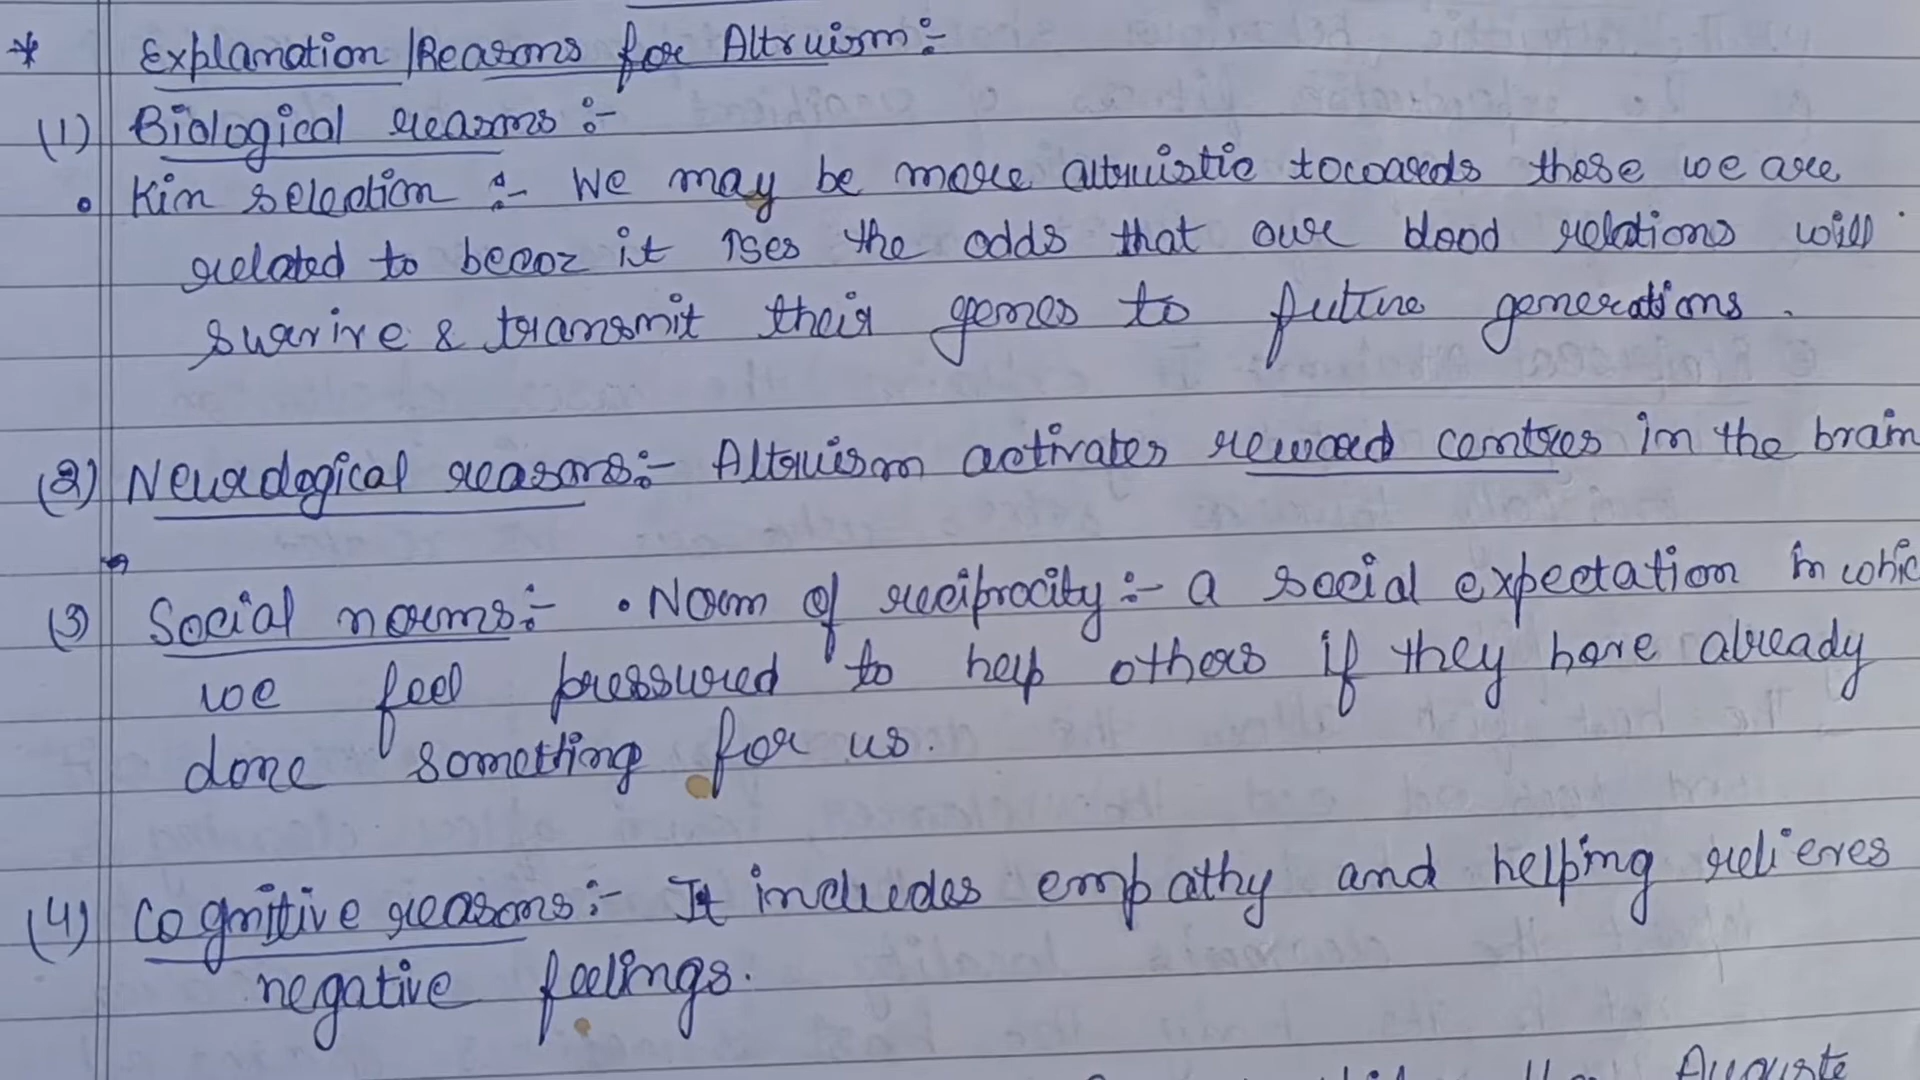 * Explanation/Reasons for Altruism:-
(1) Biological reasons :-
• Kin selection :- We may be more altruistic towards those we are
related to becoz it ↑ses the odds that our blood relations will
survive & transmit their genes to future generations.
(2) Neurological reasons:- Altruism activates reward centres in the brain
(3) Social norms:- • Norm of reciprocity:- a social expectation in whic
we feel pressured to help others if they have already
done something for us.
(4) Cognitive reasons:- It includes empathy and helping relieves
negative feelings.
Auguste